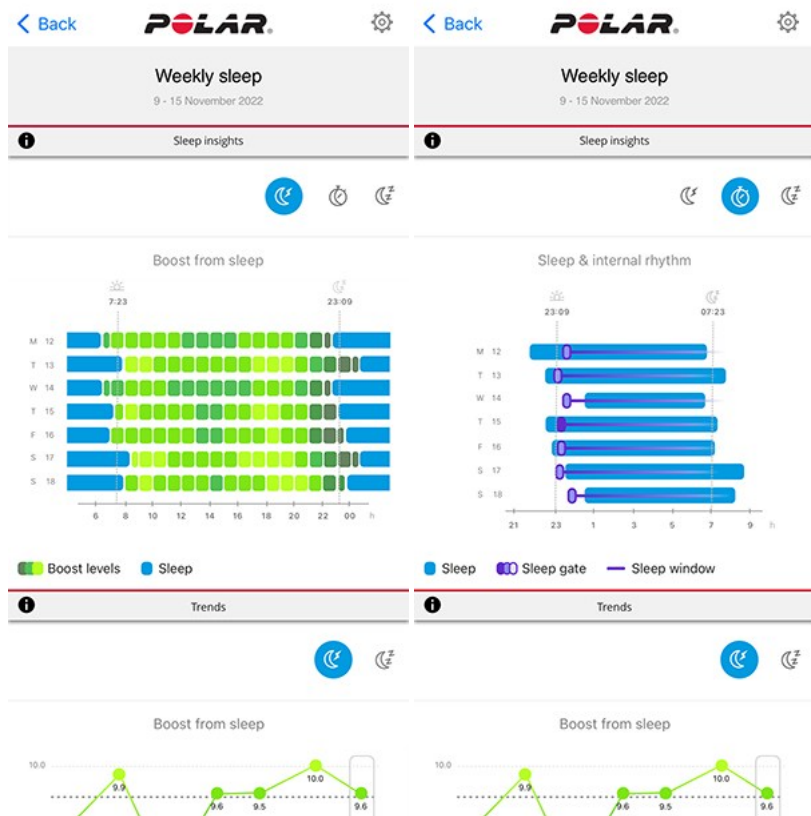 Back
POLAR
Weekly sleep
9 - 15 November 2022
Sleep insights
Boost from sleep
7:23 23:09
M 12
T 13
W 14
T 15
F 16
S 17
S 18
6 8 10 12 14 16 18 20 22 00 h
Boost levels Sleep
Trends
Boost from sleep
10.0
9.9 9.6 9.5 10.0 9.6
Back
POLAR
Weekly sleep
9 - 15 November 2022
Sleep insights
Sleep & internal rhythm
23:09 07:23
M 12
T 13
W 14
T 15
F 16
S 17
S 18
21 23 1 3 5 7 9 h
Sleep Sleep gate Sleep window
Trends
Boost from sleep
10.0
9.9 9.6 9.5 10.0 9.6